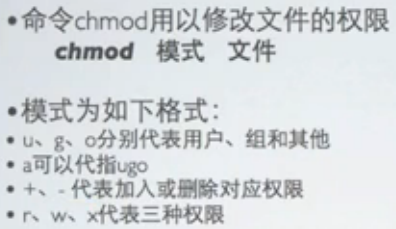 •命令chmod用以修改文件的权限
chmod 模式 文件
•模式为如下格式：
• u、g、o分别代表用户、组和其他
• a可以代指ugo
• +、- 代表加入或删除对应权限
• r、w、x代表三种权限